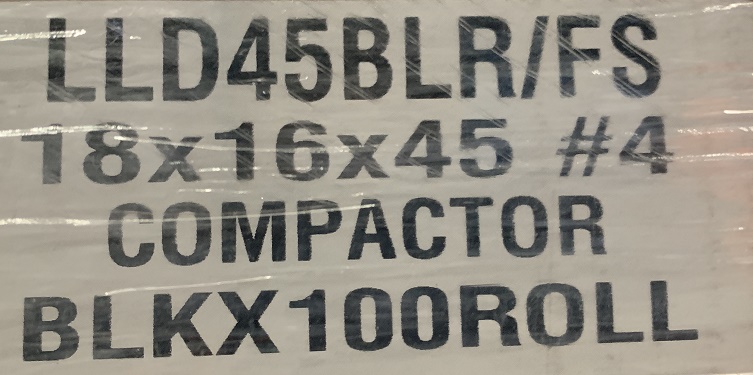 LLD45BLR/FS
18x16x45 #4
COMPACTOR
BLKX100ROLL